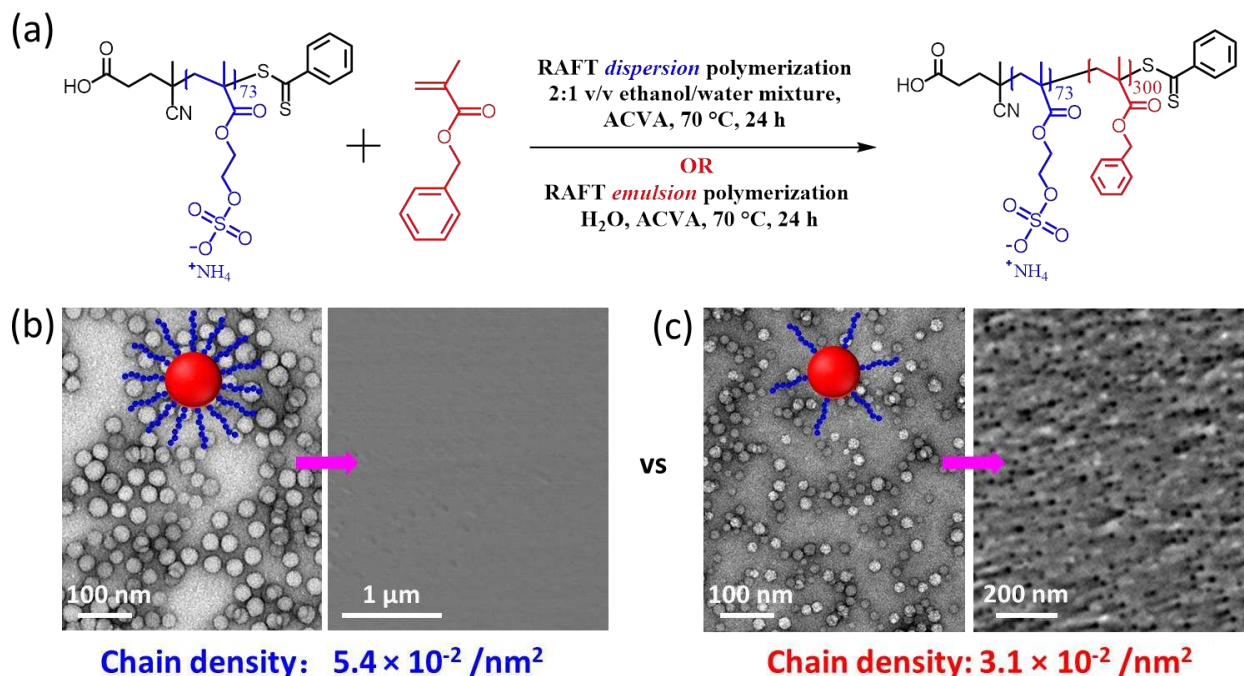 (a)
O
HO
CN
73
S
S
O
O
O
O
S
O
O
⁻O
⁺NH₄
+
O
O
RAFT dispersion polymerization
2:1 v/v ethanol/water mixture,
ACVA, 70 °C, 24 h
OR
RAFT emulsion polymerization
H₂O, ACVA, 70 °C, 24 h
O
HO
CN
73
300
S
S
O
O
O
O
O
O
S
O
O
⁻O
⁺NH₄
(b)
100 nm
1 μm
Chain density: 5.4 × 10⁻² /nm²
vs
(c)
100 nm
200 nm
Chain density: 3.1 × 10⁻² /nm²